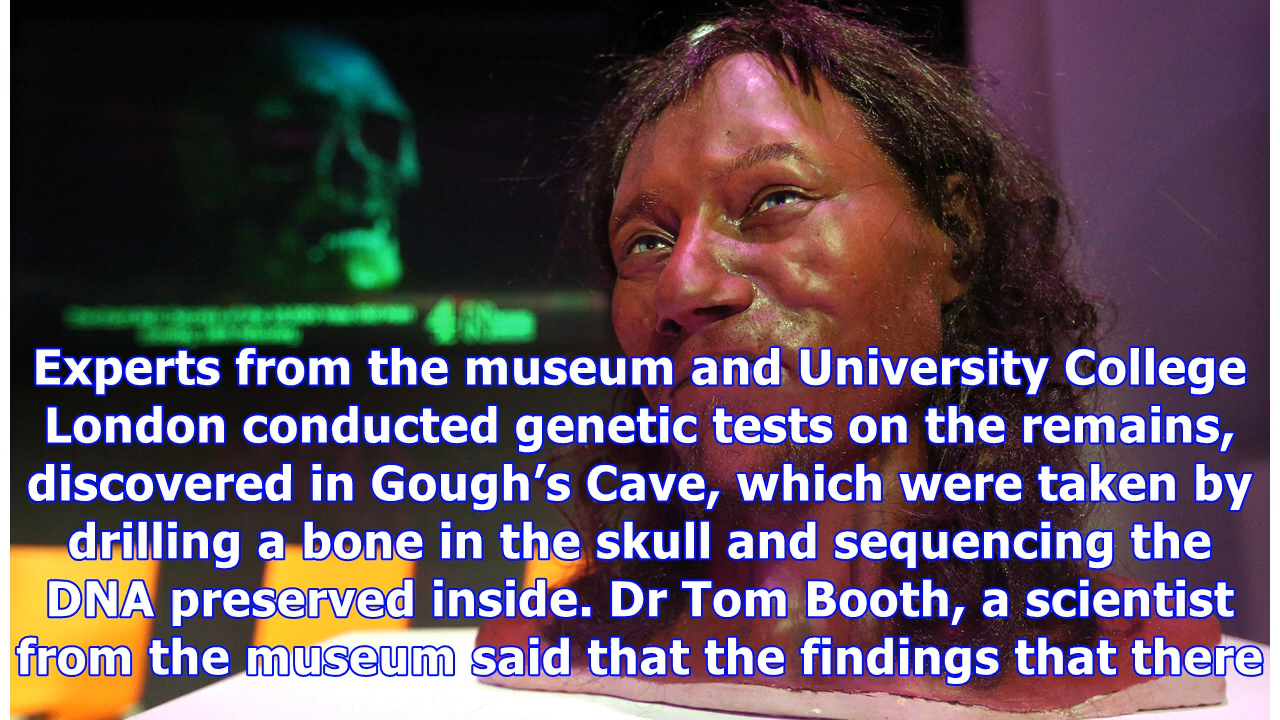 Experts from the museum and University College
London conducted genetic tests on the remains,
discovered in Gough’s Cave, which were taken by
drilling a bone in the skull and sequencing the
DNA preserved inside. Dr Tom Booth, a scientist
from the museum said that the findings that there
4